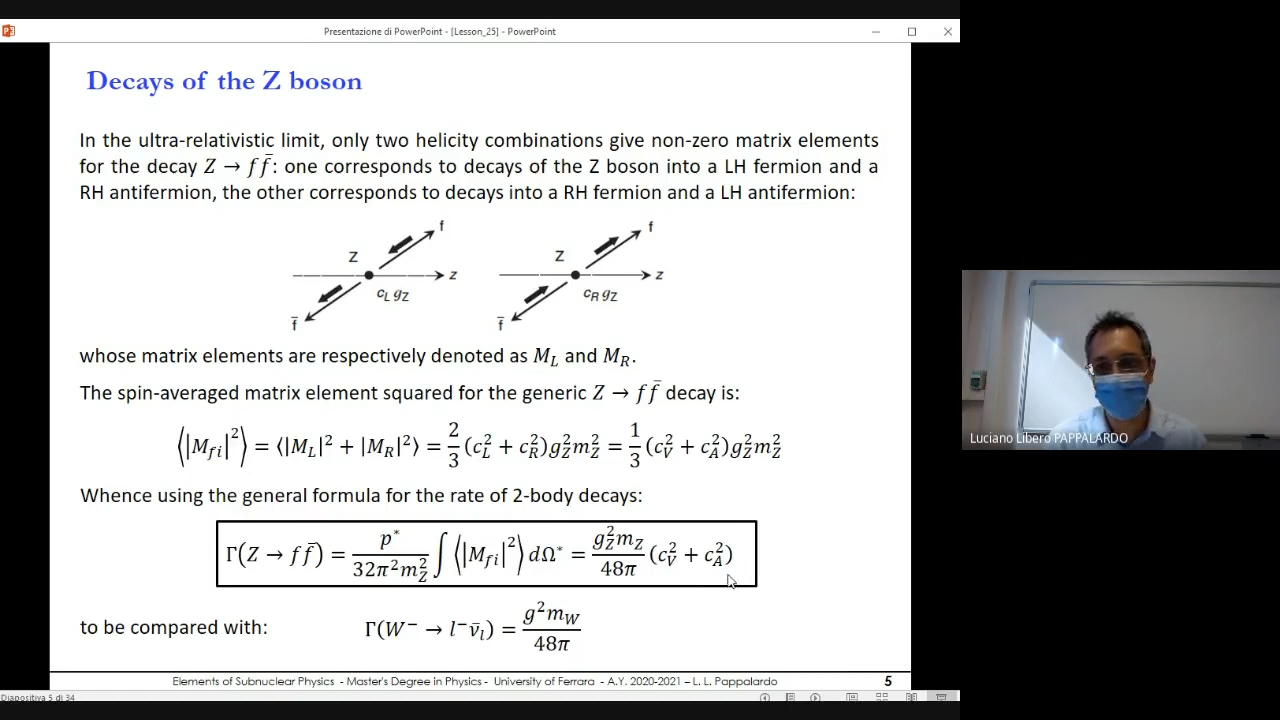 Presentazione di PowerPoint - [Lesson_25] - PowerPoint
Decays of the Z boson
In the ultra-relativistic limit, only two helicity combinations give non-zero matrix elements
for the decay Z → f f̄: one corresponds to decays of the Z boson into a LH fermion and a
RH antifermion, the other corresponds to decays into a RH fermion and a LH antifermion:
f
Z
z
c_L g_Z
f̄
f
Z
z
c_R g_Z
f̄
whose matrix elements are respectively denoted as M_L and M_R.
The spin-averaged matrix element squared for the generic Z → f f̄ decay is:
⟨|M_fi|²⟩ = ⟨|M_L|² + |M_R|²⟩ = 2/3 (c_L² + c_R²)g_Z² m_Z² = 1/3 (c_V² + c_A²)g_Z² m_Z²
Whence using the general formula for the rate of 2-body decays:
Γ(Z → f f̄) = p*/(32π² m_Z²) ∫⟨|M_fi|²⟩ dΩ* = g_Z² m_Z/(48π) (c_V² + c_A²)
to be compared with: Γ(W⁻ → l⁻ ν̄_l) = g² m_W/(48π)
Elements of Subnuclear Physics - Master's Degree in Physics - University of Ferrara - A.Y. 2020-2021 – L. L. Pappalardo 5
Diapositiva 5 di 34
Luciano Libero PAPPALARDO